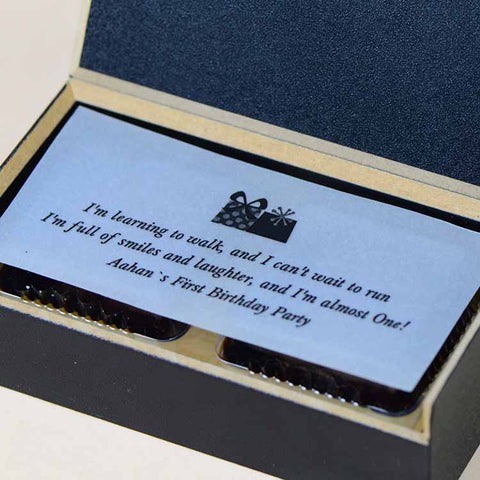 I'm learning to walk, and I can't wait to run
I'm full of smiles and laughter, and I'm almost One!
Aahan`s First Birthday Party